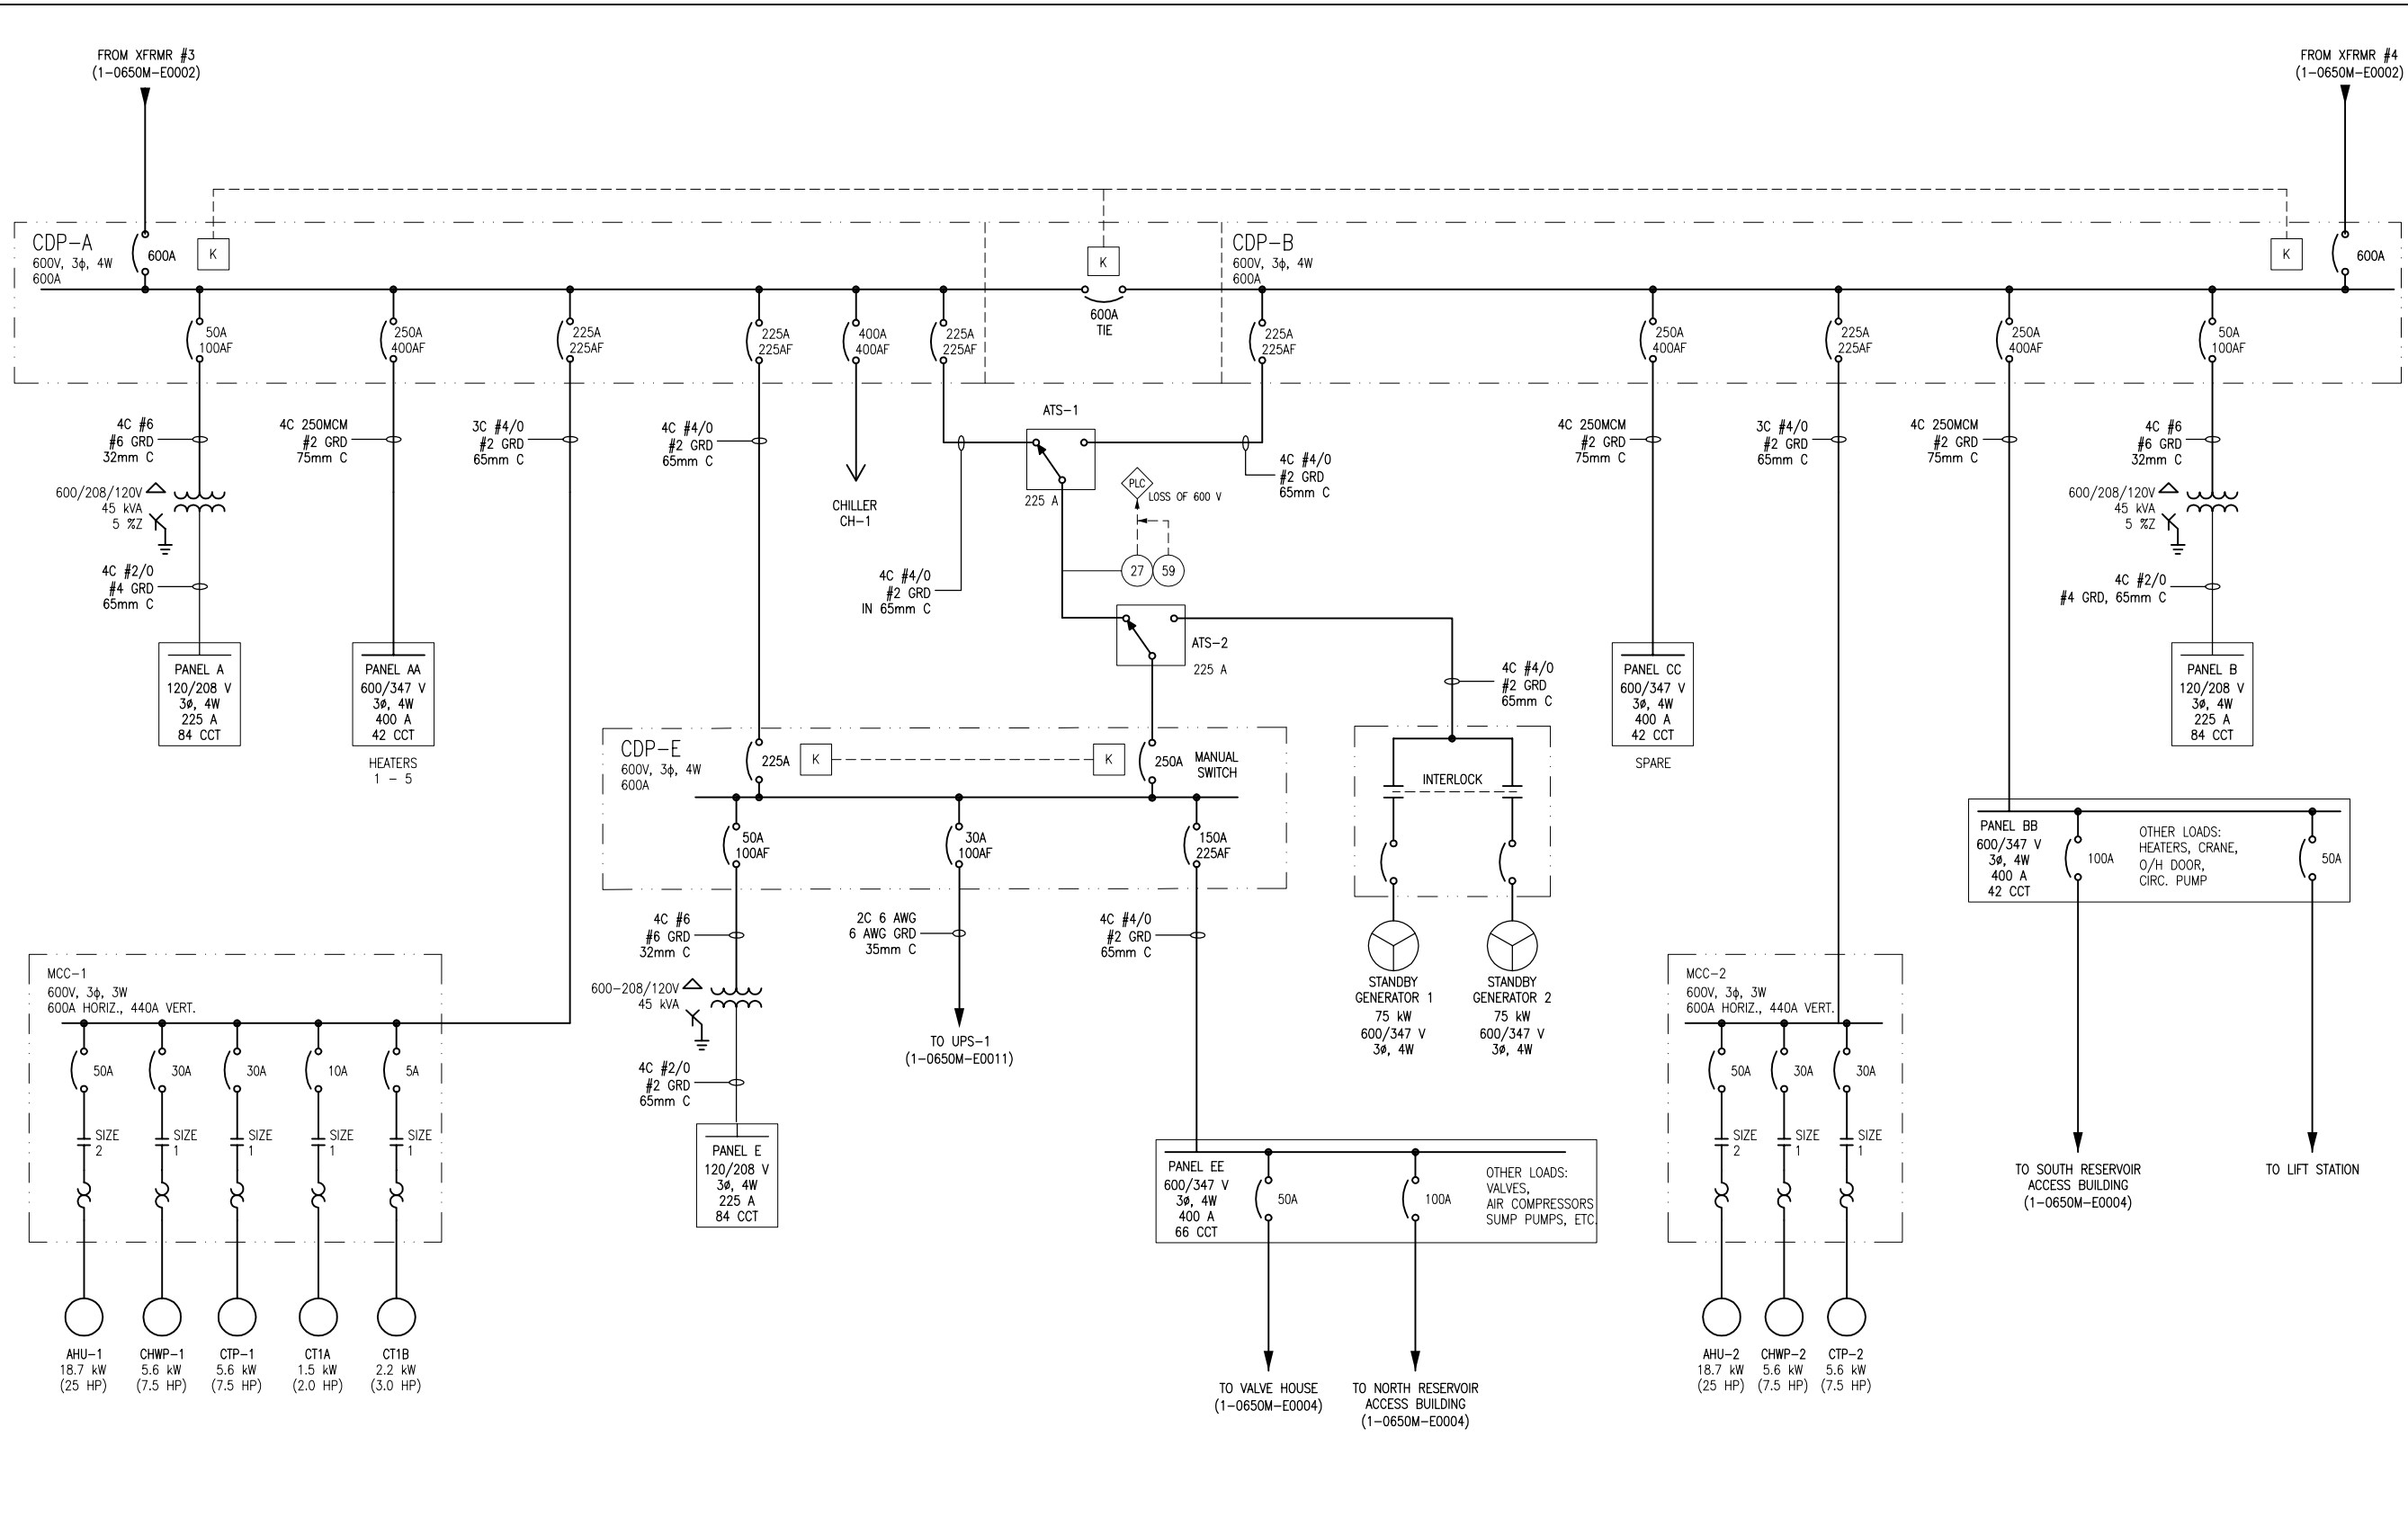 FROM XFRMR #3
(1-0650M-E0002)
FROM XFRMR #4
(1-0650M-E0002)
CDP-A
600V, 3ϕ, 4W
600A
600A
K
K
600A
TIE
CDP-B
600V, 3ϕ, 4W
600A
K
600A
50A
100AF
250A
400AF
225A
225AF
225A
225AF
400A
400AF
225A
225AF
225A
225AF
250A
400AF
225A
225AF
250A
400AF
50A
100AF
4C #6
#6 GRD
32mm C
4C 250MCM
#2 GRD
75mm C
3C #4/0
#2 GRD
65mm C
4C #4/0
#2 GRD
65mm C
CHILLER
CH-1
ATS-1
225 A
4C #4/0
#2 GRD
IN 65mm C
4C #4/0
#2 GRD
65mm C
PLC
LOSS OF 600 V
27
59
4C 250MCM
#2 GRD
75mm C
3C #4/0
#2 GRD
65mm C
4C 250MCM
#2 GRD
75mm C
4C #6
#6 GRD
32mm C
600/208/120V
45 kVA
5 %Z
4C #2/0
#4 GRD
65mm C
600/208/120V
45 kVA
5 %Z
4C #2/0
#4 GRD, 65mm C
PANEL A
120/208 V
3ø, 4W
225 A
84 CCT
PANEL AA
600/347 V
3ø, 4W
400 A
42 CCT
HEATERS
1 - 5
ATS-2
225 A
4C #4/0
#2 GRD
65mm C
PANEL CC
600/347 V
3ø, 4W
400 A
42 CCT
SPARE
PANEL B
120/208 V
3ø, 4W
225 A
84 CCT
CDP-E
600V, 3ϕ, 4W
600A
225A
K
K
250A
MANUAL
SWITCH
INTERLOCK
50A
100AF
30A
100AF
150A
225AF
PANEL BB
600/347 V
3ø, 4W
400 A
42 CCT
100A
OTHER LOADS:
HEATERS, CRANE,
O/H DOOR,
CIRC. PUMP
50A
4C #6
#6 GRD
32mm C
2C 6 AWG
6 AWG GRD
35mm C
4C #4/0
#2 GRD
65mm C
600-208/120V
45 kVA
4C #2/0
#2 GRD
65mm C
TO UPS-1
(1-0650M-E0011)
STANDBY
GENERATOR 1
75 kW
600/347 V
3ø, 4W
STANDBY
GENERATOR 2
75 kW
600/347 V
3ø, 4W
MCC-1
600V, 3ϕ, 3W
600A HORIZ., 440A VERT.
50A
30A
30A
10A
5A
SIZE
2
SIZE
1
SIZE
1
SIZE
1
SIZE
1
AHU-1
18.7 kW
(25 HP)
CHWP-1
5.6 kW
(7.5 HP)
CTP-1
5.6 kW
(7.5 HP)
CT1A
1.5 kW
(2.0 HP)
CT1B
2.2 kW
(3.0 HP)
PANEL E
120/208 V
3ø, 4W
225 A
84 CCT
PANEL EE
600/347 V
3ø, 4W
400 A
66 CCT
50A
100A
OTHER LOADS:
VALVES,
AIR COMPRESSORS
SUMP PUMPS, ETC.
TO VALVE HOUSE
(1-0650M-E0004)
TO NORTH RESERVOIR
ACCESS BUILDING
(1-0650M-E0004)
MCC-2
600V, 3ϕ, 3W
600A HORIZ., 440A VERT.
50A
30A
30A
SIZE
2
SIZE
1
SIZE
1
AHU-2
18.7 kW
(25 HP)
CHWP-2
5.6 kW
(7.5 HP)
CTP-2
5.6 kW
(7.5 HP)
TO SOUTH RESERVOIR
ACCESS BUILDING
(1-0650M-E0004)
TO LIFT STATION